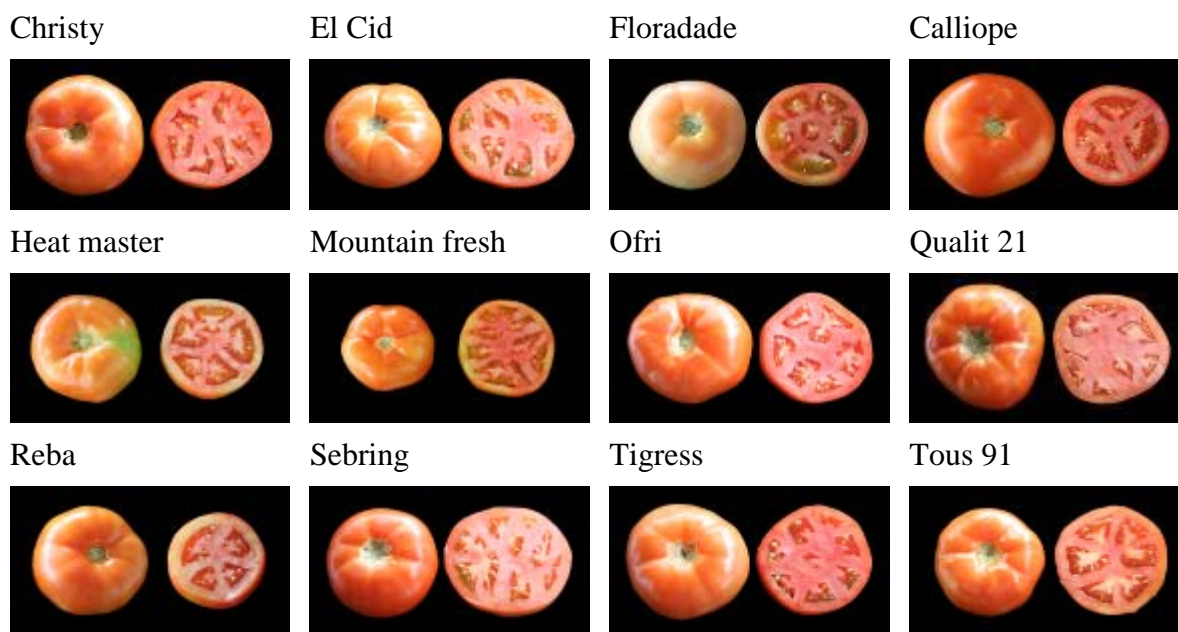 Christy El Cid Floradade Calliope
Heat master Mountain fresh Ofri Qualit 21
Reba Sebring Tigress Tous 91